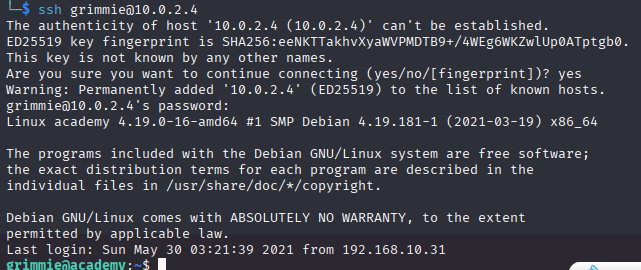 └─$ ssh grimmie@10.0.2.4
The authenticity of host '10.0.2.4 (10.0.2.4)' can't be established.
ED25519 key fingerprint is SHA256:eeNKTTakhvXyaWVPMDTB9+/4WEg6WKZwlUp0ATptgb0.
This key is not known by any other names.
Are you sure you want to continue connecting (yes/no/[fingerprint])? yes
Warning: Permanently added '10.0.2.4' (ED25519) to the list of known hosts.
grimmie@10.0.2.4's password:
Linux academy 4.19.0-16-amd64 #1 SMP Debian 4.19.181-1 (2021-03-19) x86_64

The programs included with the Debian GNU/Linux system are free software;
the exact distribution terms for each program are described in the
individual files in /usr/share/doc/*/copyright.

Debian GNU/Linux comes with ABSOLUTELY NO WARRANTY, to the extent
permitted by applicable law.
Last login: Sun May 30 03:21:39 2021 from 192.168.10.31
grimmie@academy:~$